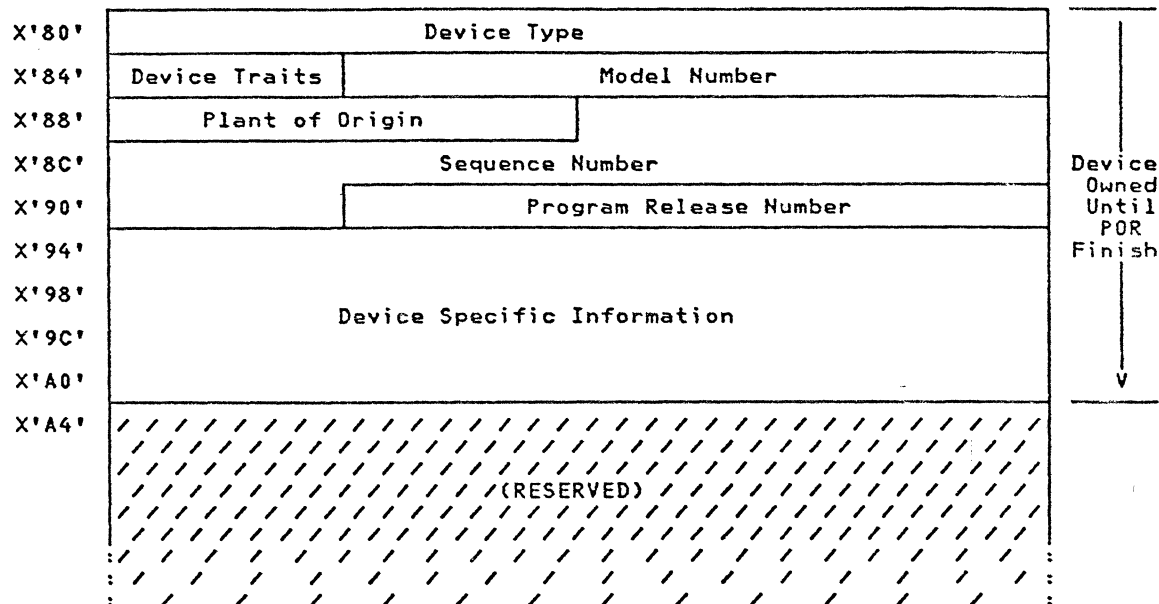 X'80' Device Type
X'84' Device Traits Model Number
X'88' Plant of Origin
X'8C' Sequence Number Device
Owned
X'90' Program Release Number Until
POR
X'94' Finish
X'98'
Device Specific Information
X'9C'
X'A0' V
X'A4'
(RESERVED)